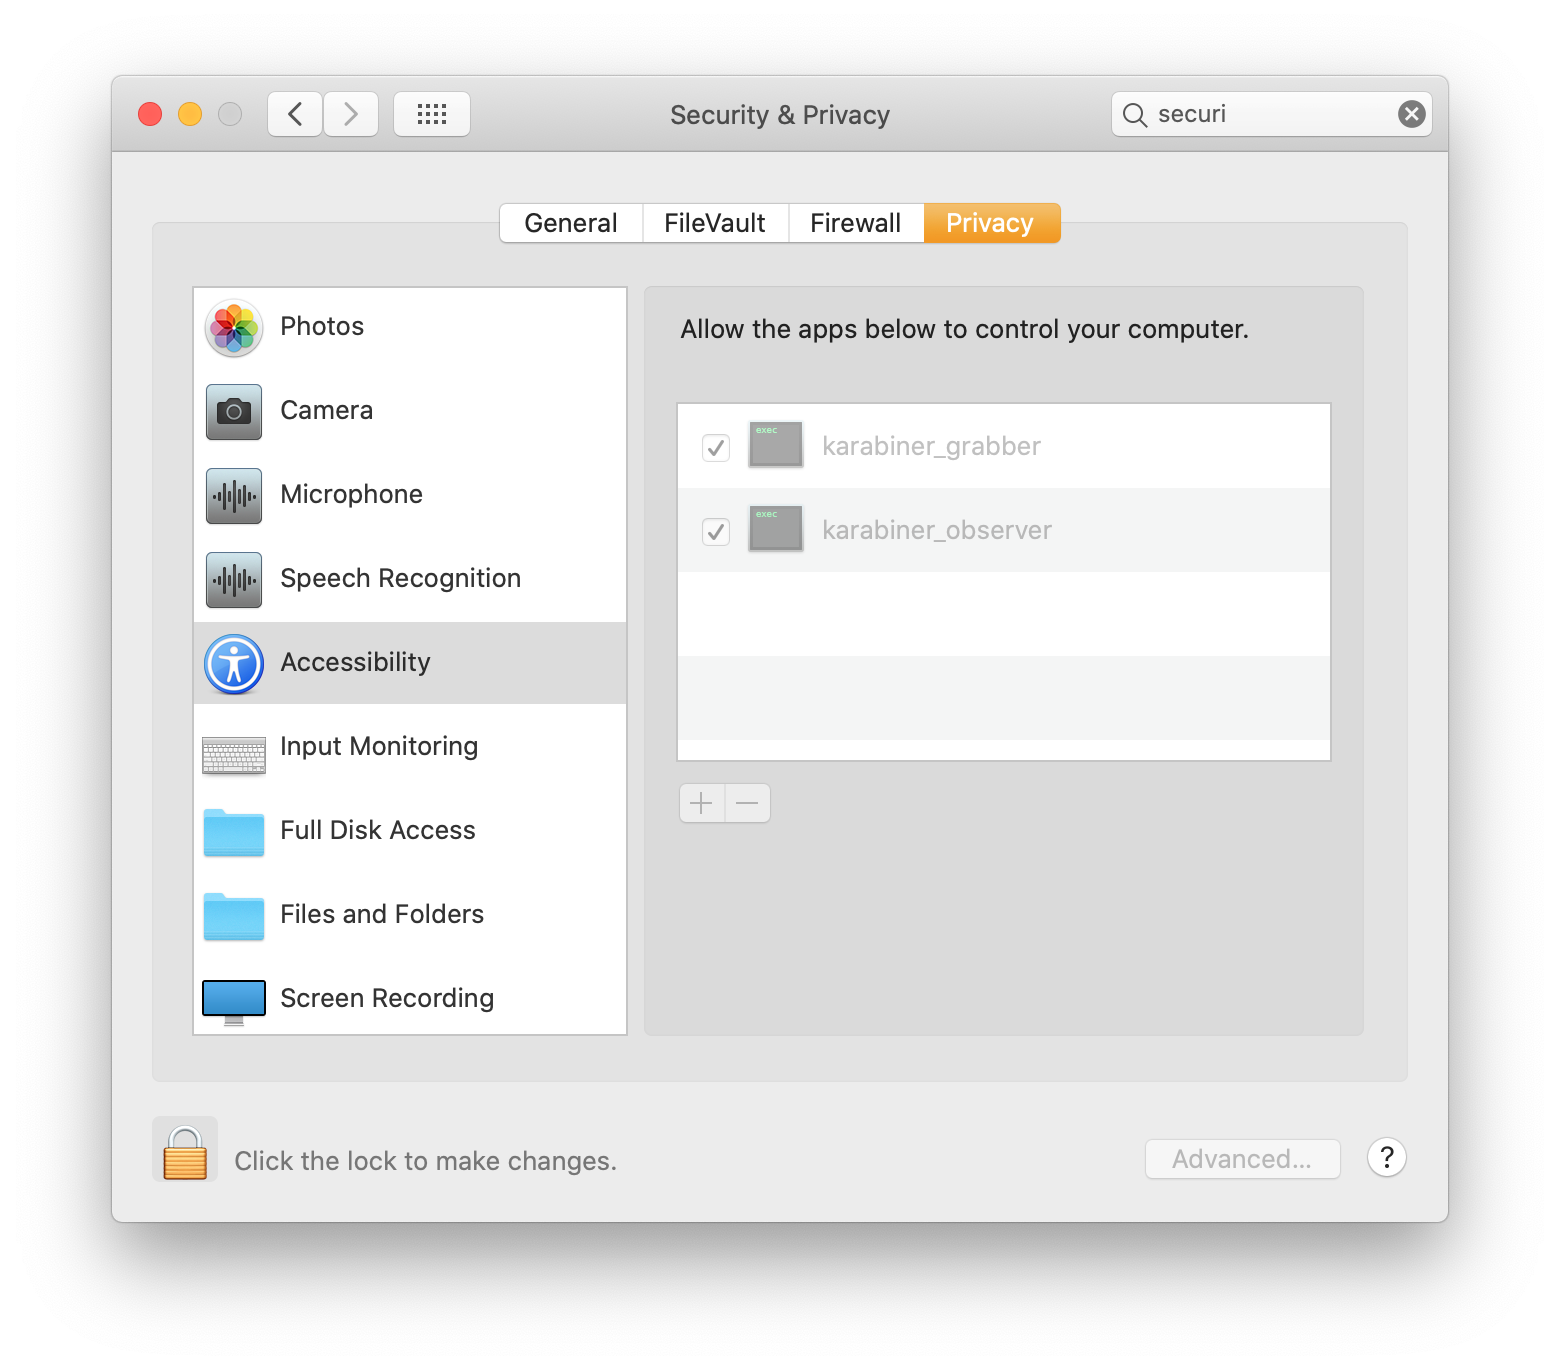 Security & Privacy
securi
General
FileVault
Firewall
Privacy
Photos
Camera
Microphone
Speech Recognition
Accessibility
Input Monitoring
Full Disk Access
Files and Folders
Screen Recording
Allow the apps below to control your computer.
exec
karabiner_grabber
exec
karabiner_observer
Click the lock to make changes.
Advanced...
?